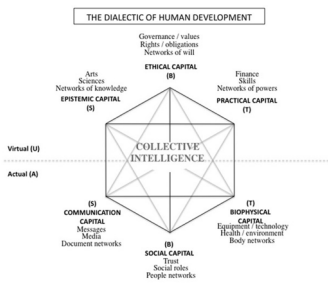 THE DIALECTIC OF HUMAN DEVELOPMENT
Governance / values
Rights / obligations
Networks of will
ETHICAL CAPITAL
(B)
Arts
Sciences
Networks of knowledge
EPISTEMIC CAPITAL
(S)
Finance
Skills
Networks of powers
PRACTICAL CAPITAL
(T)
COLLECTIVE
INTELLIGENCE
Virtual (U)
Actual (A)
(S)
COMMUNICATION
CAPITAL
Messages
Media
Document networks
(T)
BIOPHYSICAL
CAPITAL
Equipment / technology
Health / environment
Body networks
(B)
SOCIAL CAPITAL
Trust
Social roles
People networks